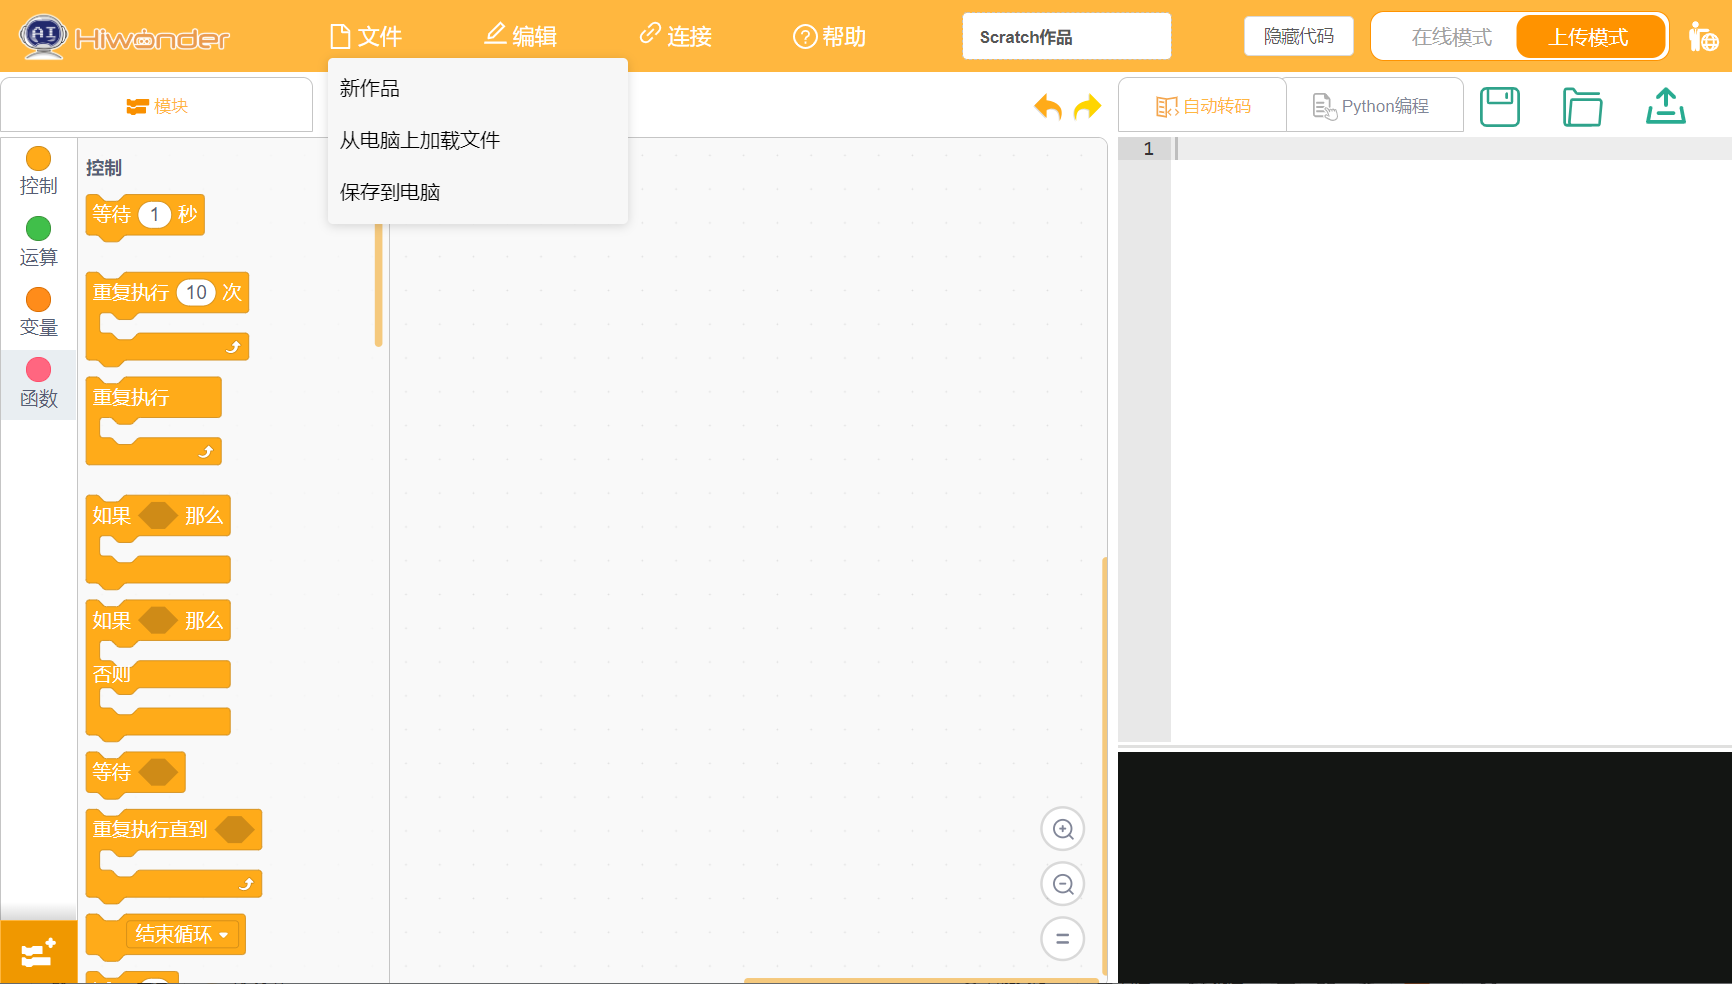 AI Hiwonder
文件
编辑
连接
帮助
Scratch作品
隐藏代码
在线模式
上传模式
新作品
从电脑上加载文件
保存到电脑
模块
自动转码
Python编程
控制
运算
变量
函数
控制
等待 1 秒
重复执行 10 次
重复执行
如果 那么
如果 那么
否则
等待
重复执行直到
结束循环
1